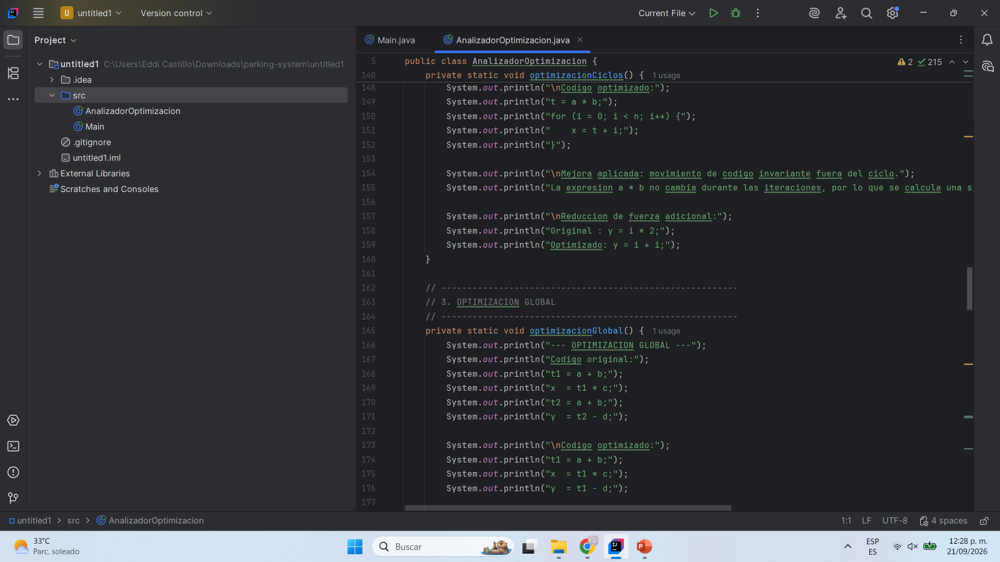 untitled1
Version control
Current File
Project
untitled1 C:\Users\Eddi Castillo\Downloads\parking-system\untitled1
.idea
src
AnalizadorOptimizacion
Main
.gitignore
untitled1.iml
External Libraries
Scratches and Consoles
Main.java
AnalizadorOptimizacion.java
2 215
5 public class AnalizadorOptimizacion {
140 private static void optimizacionCiclos() { 1 usage
148 System.out.println("\nCodigo optimizado:");
149 System.out.println("t = a * b;");
150 System.out.println("for (i = 0; i < n; i++) {");
151 System.out.println("    x = t + i;");
152 System.out.println("}");
153
154 System.out.println("\nMejora aplicada: movimiento de codigo invariante fuera del ciclo.");
155 System.out.println("La expresion a * b no cambia durante las iteraciones, por lo que se calcula una s
156
157 System.out.println("\nReduccion de fuerza adicional:");
158 System.out.println("Original : y = i * 2;");
159 System.out.println("Optimizado: y = i + i;");
160 }
161
162 // ---------------------------------------------------------
163 // 3. OPTIMIZACION GLOBAL
164 // ---------------------------------------------------------
165 private static void optimizacionGlobal() { 1 usage
166 System.out.println("--- OPTIMIZACION GLOBAL ---");
167 System.out.println("Codigo original:");
168 System.out.println("t1 = a + b;");
169 System.out.println("x  = t1 * c;");
170 System.out.println("t2 = a + b;");
171 System.out.println("y  = t2 - d;");
172
173 System.out.println("\nCodigo optimizado:");
174 System.out.println("t1 = a + b;");
175 System.out.println("x  = t1 * c;");
176 System.out.println("y  = t1 - d;");
177
untitled1 > src > AnalizadorOptimizacion
1:1 LF UTF-8 4 spaces
33°C
Parc. soleado
Buscar
ESP
ES
12:28 p. m.
21/09/2026